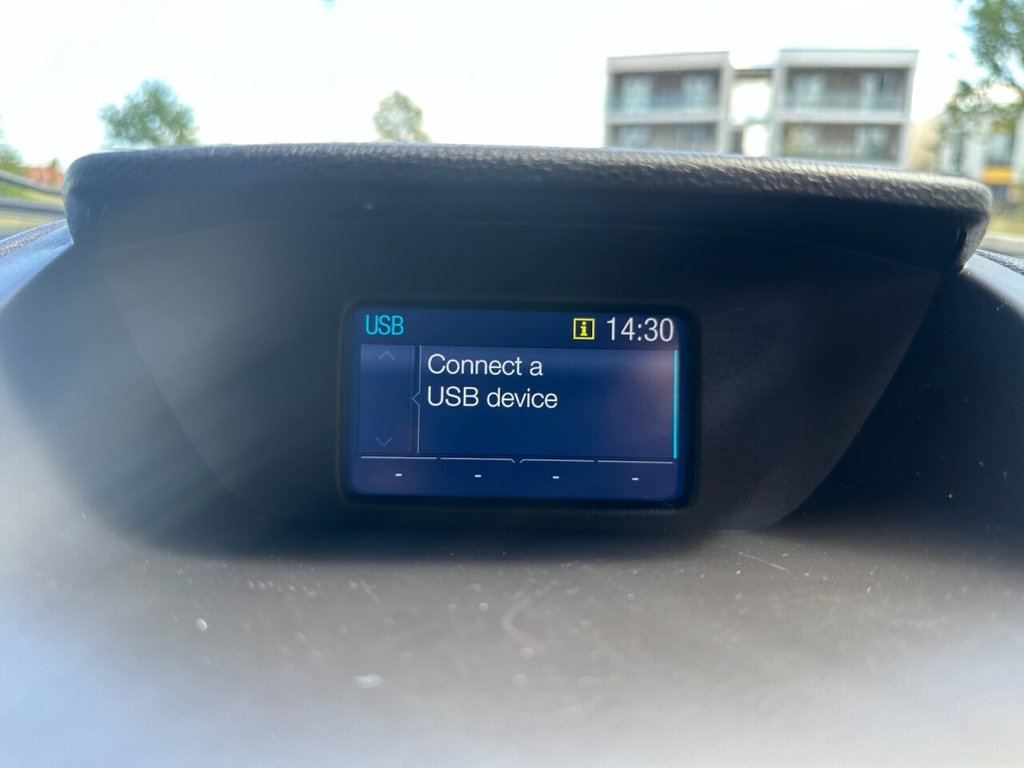 USB 14:30
Connect a
USB device
- - - -